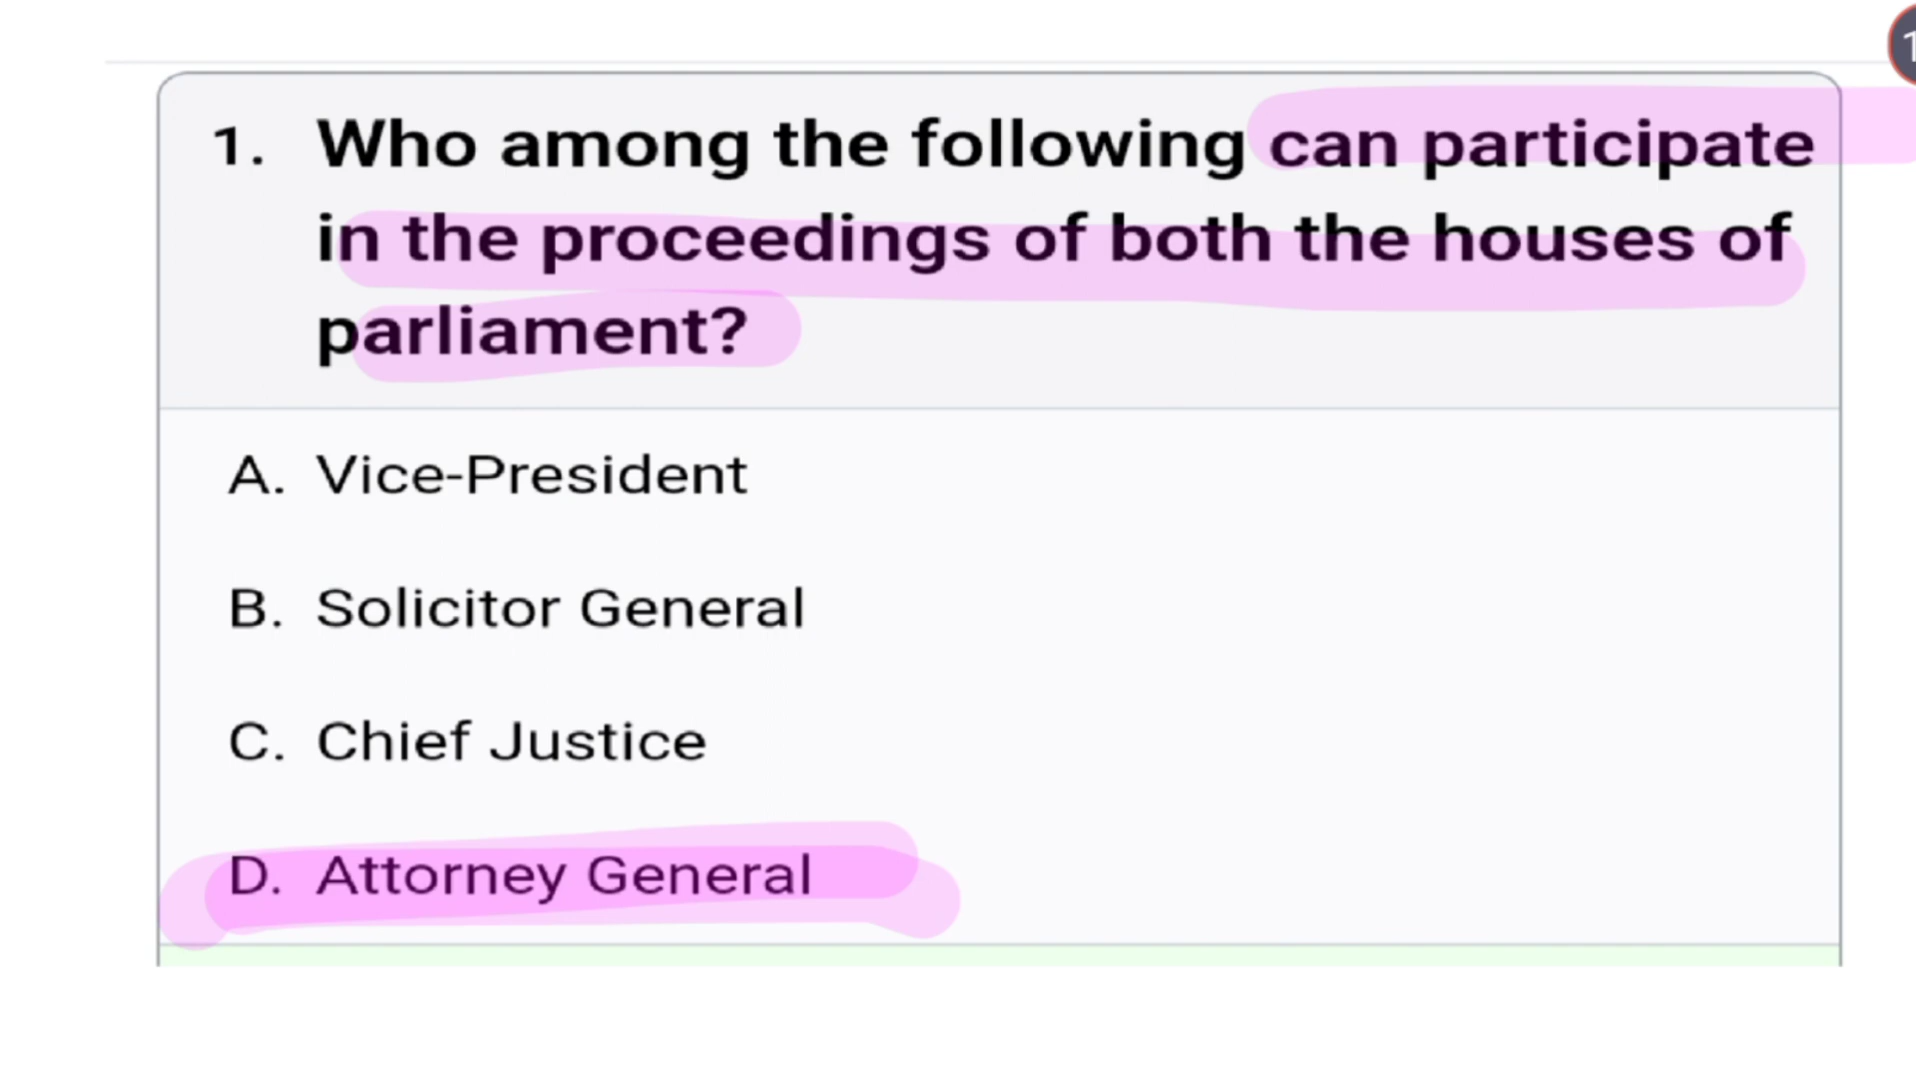 1
1. Who among the following can participate
in the proceedings of both the houses of
parliament?
A. Vice-President
B. Solicitor General
C. Chief Justice
D. Attorney General